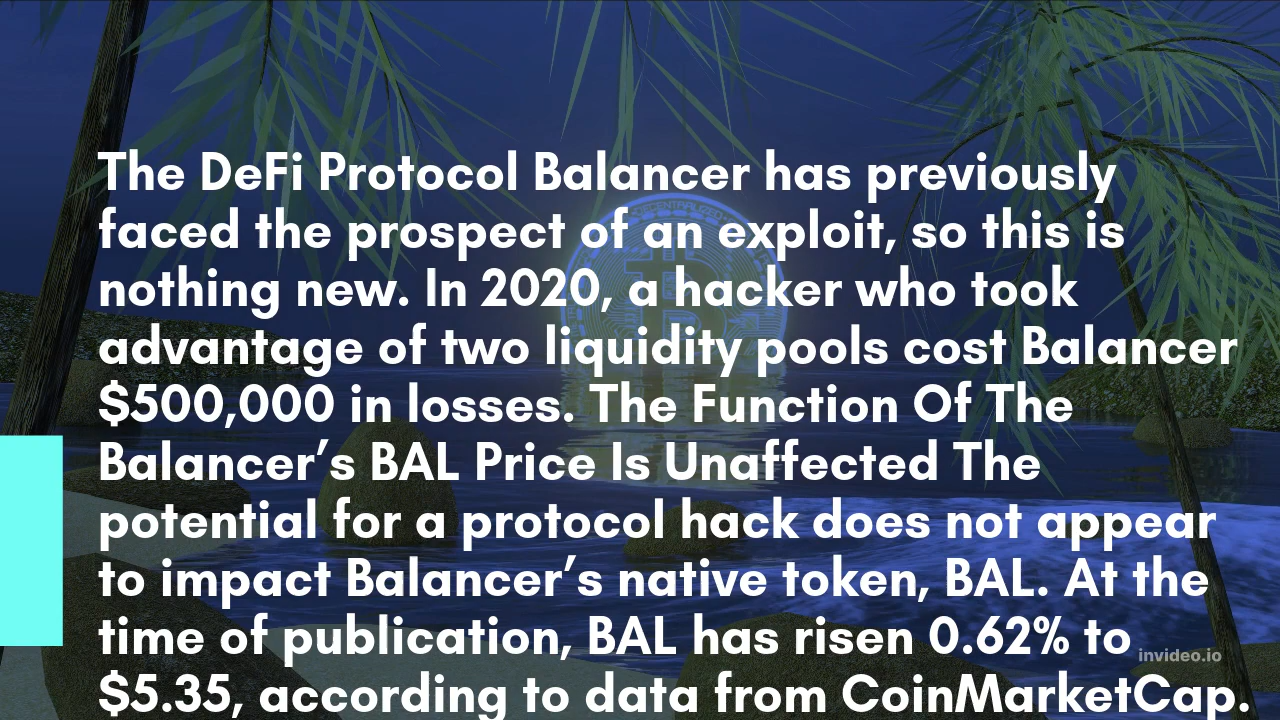 DECENTRALIZED
The DeFi Protocol Balancer has previously
faced the prospect of an exploit, so this is
nothing new. In 2020, a hacker who took
advantage of two liquidity pools cost Balancer
$500,000 in losses. The Function Of The
Balancer’s BAL Price Is Unaffected The
potential for a protocol hack does not appear
to impact Balancer’s native token, BAL. At the
time of publication, BAL has risen 0.62% to
invideo.io
$5.35, according to data from CoinMarketCap.